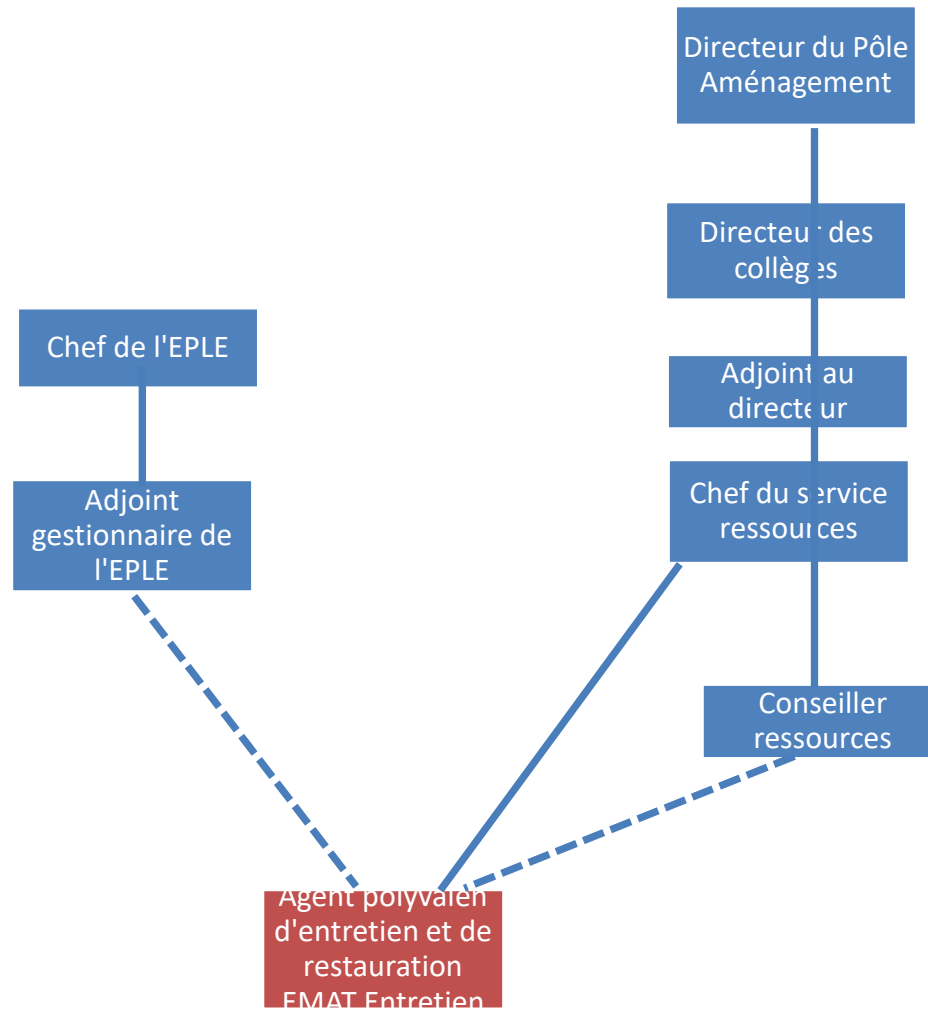 Directeur du Pôle
Aménagement
Directeur des
collèges
Chef de l'EPLE
Adjoint au
directeur
Adjoint
gestionnaire de
l'EPLE
Chef du service
ressources
Conseiller
ressources
Agent polyvalen
d'entretien et de
restauration
EMAT Entretien